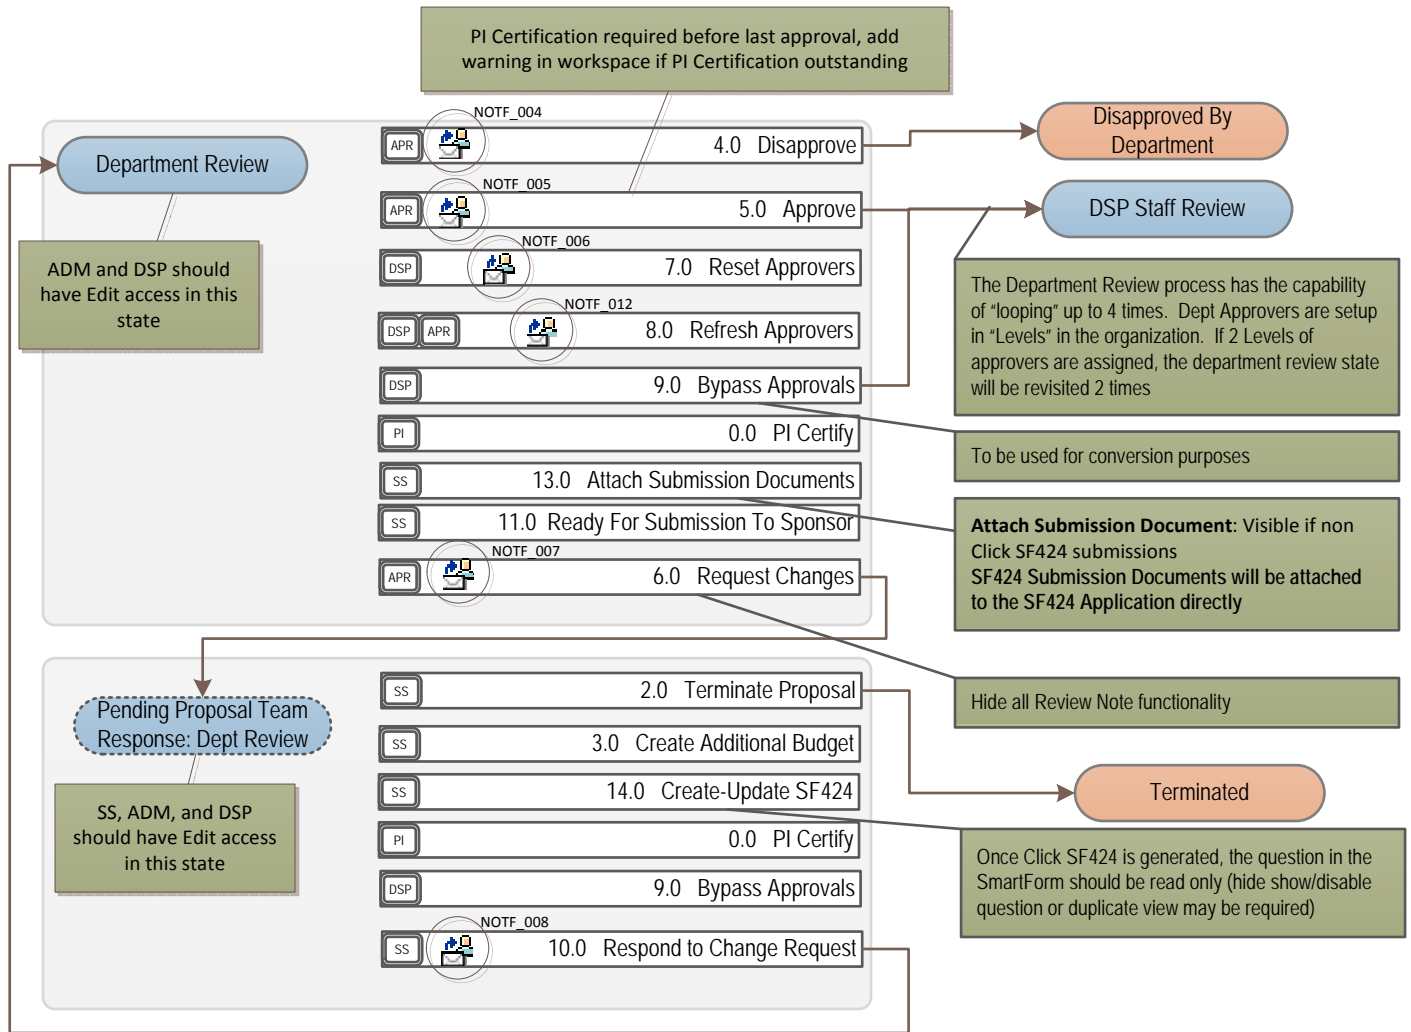 PI Certification required before last approval, add
warning in workspace if PI Certification outstanding
NOTF_004
Department Review
APR
4.0 Disapprove
Disapproved By
Department
NOTF_005
APR
5.0 Approve
DSP Staff Review
ADM and DSP should
have Edit access in this
state
NOTF_006
DSP
7.0 Reset Approvers
NOTF_012
DSP APR
8.0 Refresh Approvers
The Department Review process has the capability
of "looping" up to 4 times. Dept Approvers are setup
in "Levels" in the organization. If 2 Levels of
approvers are assigned, the department review state
will be revisited 2 times
DSP
9.0 Bypass Approvals
PI
0.0 PI Certify
To be used for conversion purposes
SS
13.0 Attach Submission Documents
SS
11.0 Ready For Submission To Sponsor
Attach Submission Document: Visible if non
Click SF424 submissions
SF424 Submission Documents will be attached
to the SF424 Application directly
NOTF_007
APR
6.0 Request Changes
Hide all Review Note functionality
Pending Proposal Team
Response: Dept Review
SS
2.0 Terminate Proposal
SS
3.0 Create Additional Budget
SS
14.0 Create-Update SF424
Terminated
SS, ADM, and DSP
should have Edit access
in this state
PI
0.0 PI Certify
DSP
9.0 Bypass Approvals
Once Click SF424 is generated, the question in the
SmartForm should be read only (hide show/disable
question or duplicate view may be required)
NOTF_008
SS
10.0 Respond to Change Request